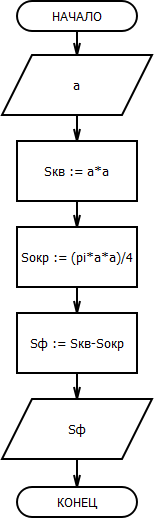 НАЧАЛО
a
Sкв := a*a
Sокр := (pi*a*a)/4
Sф := Sкв-Sокр
Sф
КОНЕЦ